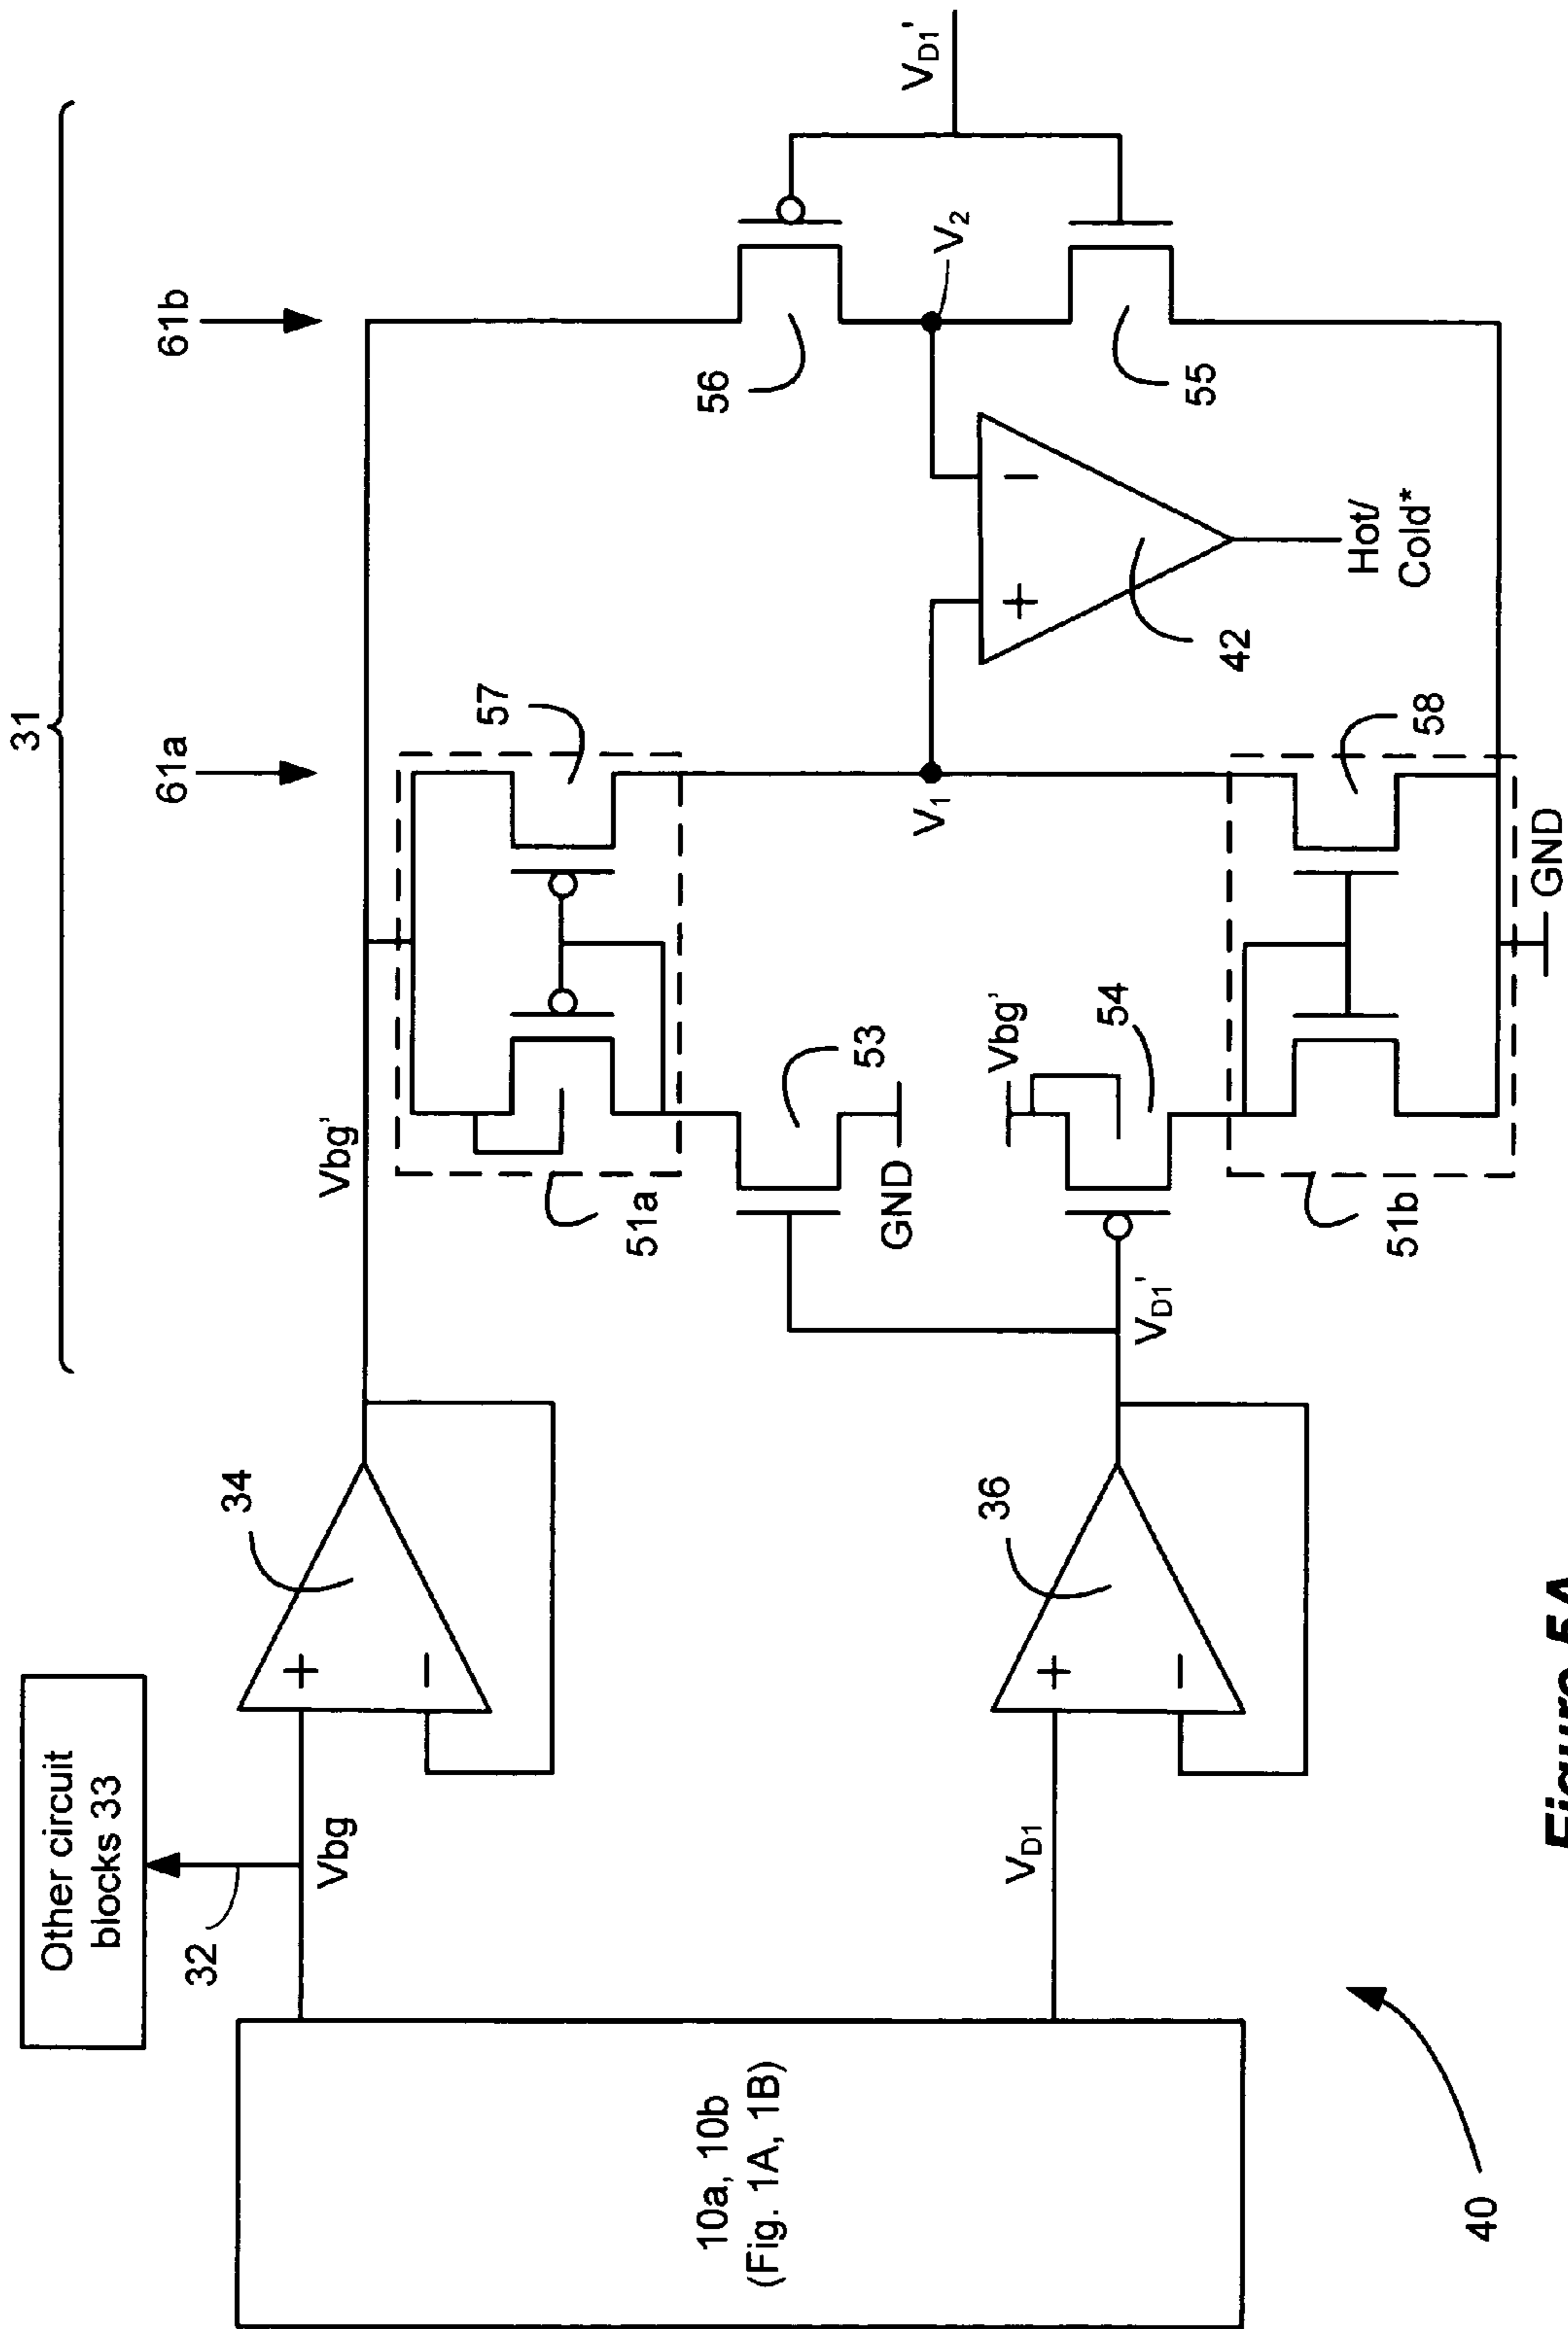 31
61a
61b
Other circuit
blocks 33
32
Vbg
34
Vbg'
51a
57
56
V_D1'
53
GND
V_1
V_2
10a, 10b
(Fig. 1A, 1B)
V_D1
36
V_D1'
Vbg'
54
42
55
Hot/
Cold*
51b
58
GND
+
−
+
−
+
−
40
Figure 5A